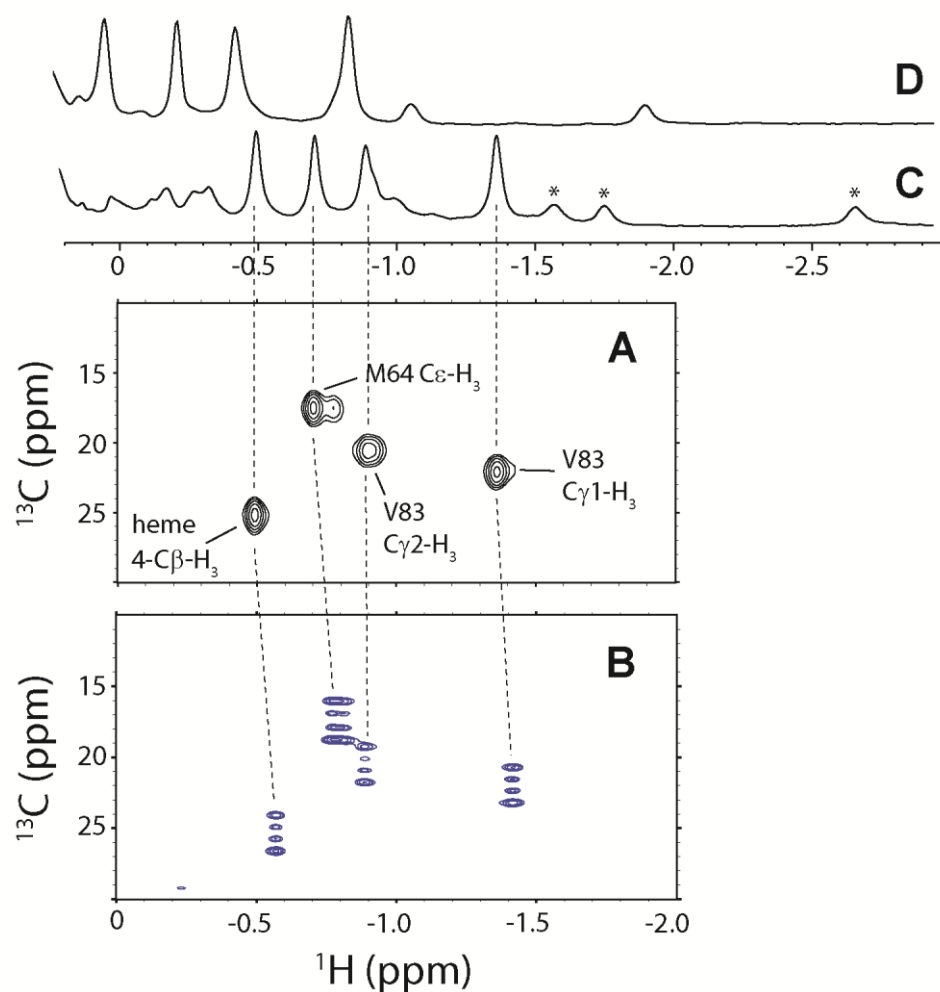 D
C
* * *
0 -0.5 -1.0 -1.5 -2.0 -2.5
A
15
20
25
¹³C (ppm)
M64 Cε-H₃
V83
Cγ1-H₃
V83
Cγ2-H₃
heme
4-Cβ-H₃
B
15
20
25
¹³C (ppm)
0 -0.5 -1.0 -1.5 -2.0
¹H (ppm)